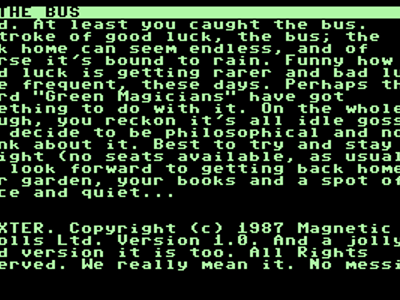 THE BUS
d. At least you caught the bus.
troke of good luck, the bus; the
k home can seem endless, and of
rse it's bound to rain. Funny how
d luck is getting rarer and bad lu
e frequent, these days. Perhaps th
rd "Green Magicians" have got
ething to do with it. On the whole
ugh, you reckon it's all idle goss
 decide to be philosophical and no
nk about it. Best to try and stay
ight (no seats available, as usual
 look forward to getting back home
r garden, your books and a spot of
ce and quiet...
XTER. Copyright (c) 1987 Magnetic
olls Ltd. Version 1.0. And a jolly
d version it is too. All Rights
erved. We really mean it. No messi